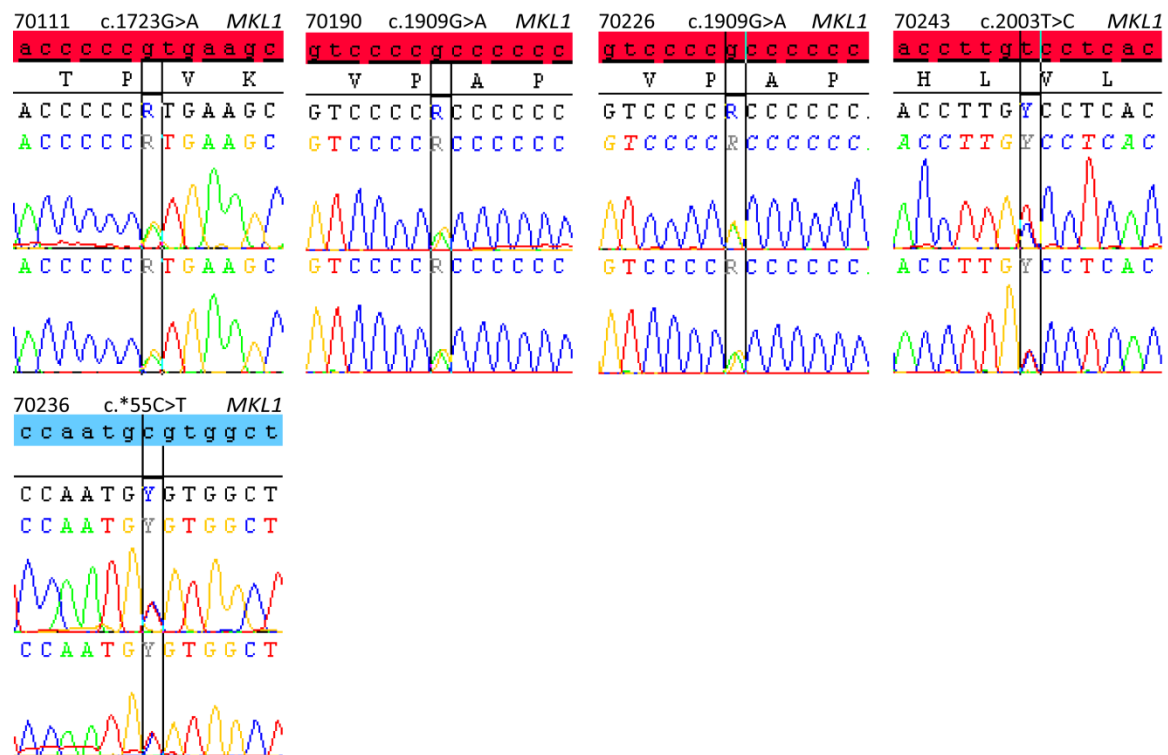 70111 c.1723G>A MKL1
acccccgtgaagc
T P V K
ACCCCCRTGAAGC
ACCCCCRTGAAGC
ACCCCCRTGAAGC
70190 c.1909G>A MKL1
gtccccgcccccc
V P A P
GTCCCCRCCCCCC
GTCCCCRCCCCCC
GTCCCCRCCCCCC
70226 c.1909G>A MKL1
gtccccgcccccc
V P A P
GTCCCCRCCCCCC.
GTCCCCRCCCCCC.
GTCCCCRCCCCCC.
70243 c.2003T>C MKL1
accttgtcctcac
H L V L
ACCTTGYCCTCAC
ACCTTGYCCTCAC
ACCTTGYCCTCAC
70236 c.*55C>T MKL1
ccaatgcgtggct
CCAATGYGTGGCT
CCAATGYGTGGCT
CCAATGYGTGGCT